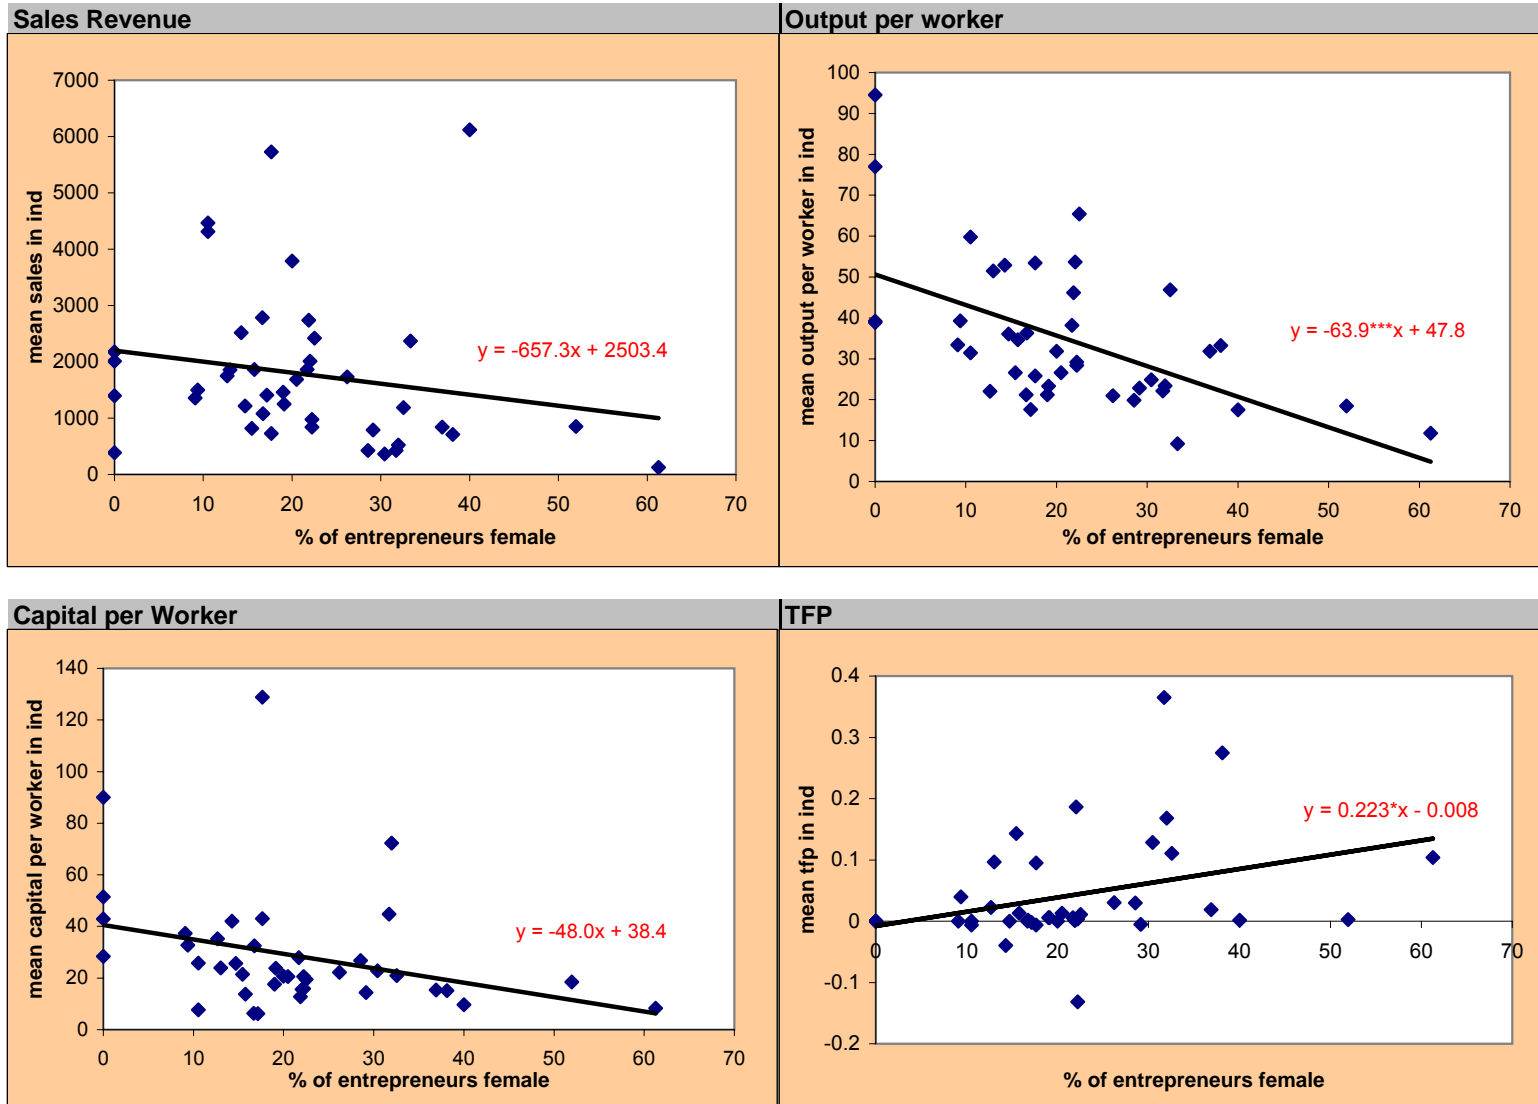 Sales Revenue
7000
6000
5000
4000
3000
2000
1000
0
mean sales in ind
y = -657.3x + 2503.4
0 10 20 30 40 50 60 70
% of entrepreneurs female
Output per worker
100
90
80
70
60
50
40
30
20
10
0
mean output per worker in ind
y = -63.9***x + 47.8
0 10 20 30 40 50 60 70
% of entrepreneurs female
Capital per Worker
140
120
100
80
60
40
20
0
mean capital per worker in ind
y = -48.0x + 38.4
0 10 20 30 40 50 60 70
% of entrepreneurs female
TFP
0.4
0.3
0.2
0.1
0
-0.1
-0.2
mean tfp in ind
y = 0.223*x - 0.008
0 10 20 30 40 50 60 70
% of entrepreneurs female